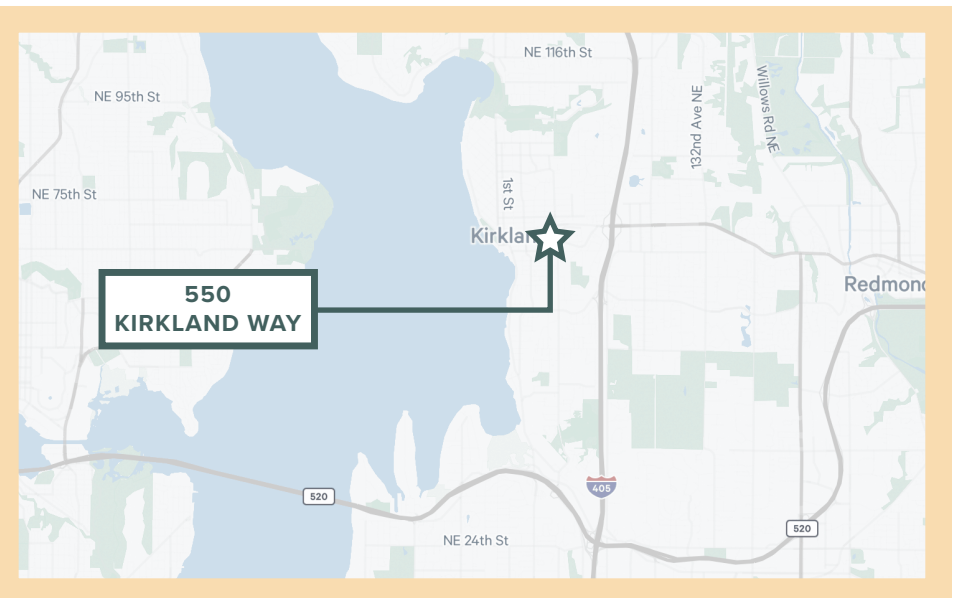 NE 116th St
NE 95th St
132nd Ave NE
Willows Rd NE
NE 75th St
1st St
Kirklan
550
KIRKLAND WAY
Redmond
405
520
520
NE 24th St